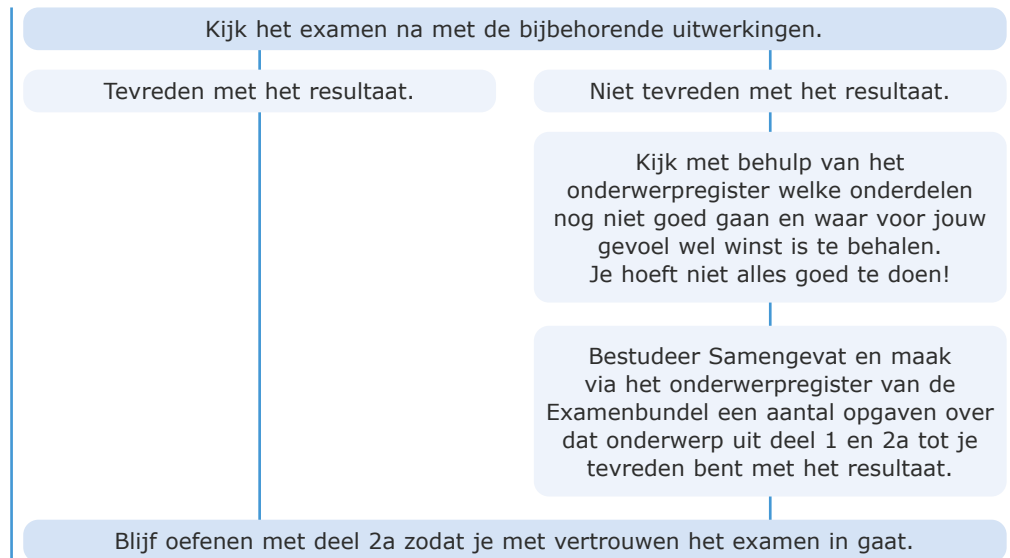 Kijk het examen na met de bijbehorende uitwerkingen.
Tevreden met het resultaat.
Niet tevreden met het resultaat.
Kijk met behulp van het
onderwerpregister welke onderdelen
nog niet goed gaan en waar voor jouw
gevoel wel winst is te behalen.
Je hoeft niet alles goed te doen!
Bestudeer Samengevat en maak
via het onderwerpregister van de
Examenbundel een aantal opgaven over
dat onderwerp uit deel 1 en 2a tot je
tevreden bent met het resultaat.
Blijf oefenen met deel 2a zodat je met vertrouwen het examen in gaat.